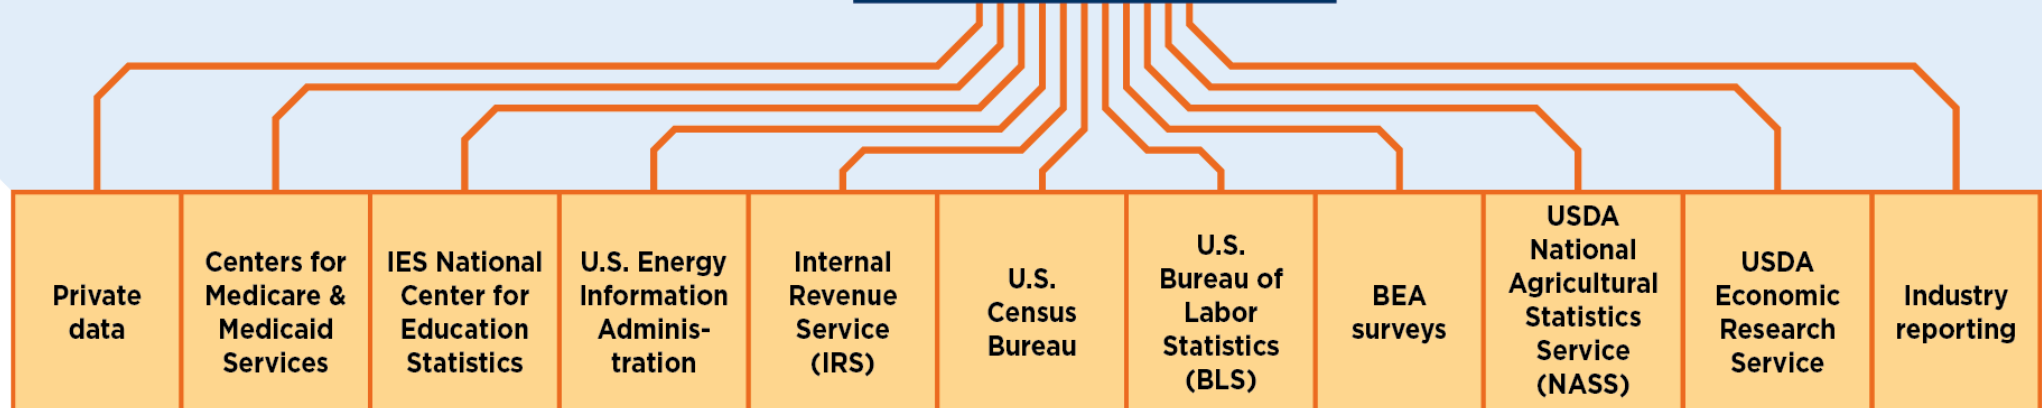 Private
data
Centers for
Medicare &
Medicaid
Services
IES National
Center for
Education
Statistics
U.S. Energy
Information
Adminis-
tration
Internal
Revenue
Service
(IRS)
U.S.
Census
Bureau
U.S.
Bureau of
Labor
Statistics
(BLS)
BEA
surveys
USDA
National
Agricultural
Statistics
Service
(NASS)
USDA
Economic
Research
Service
Industry
reporting